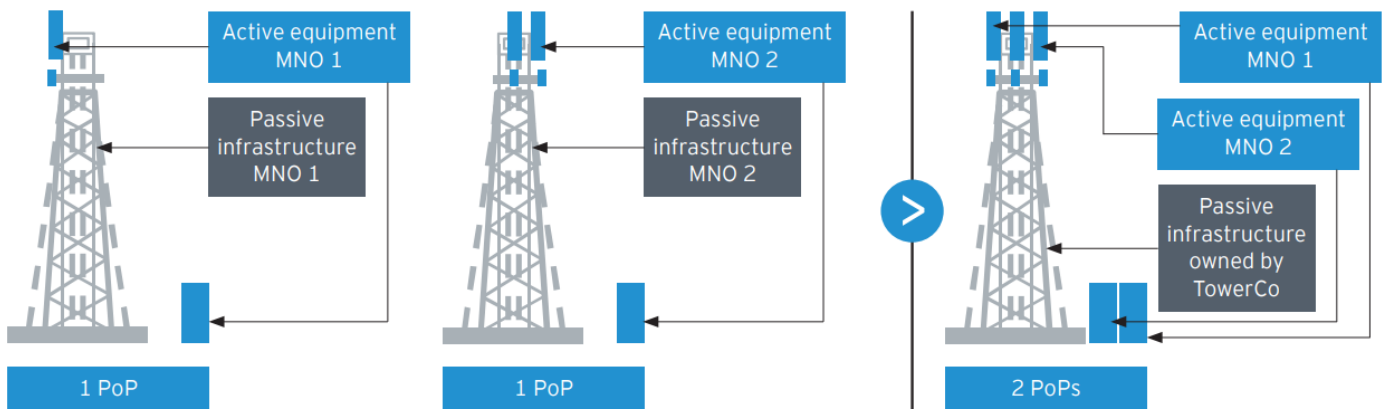 Active equipment
MNO 1
Passive
infrastructure
MNO 1
1 PoP
Active equipment
MNO 2
Passive
infrastructure
MNO 2
1 PoP
>
Active equipment
MNO 1
Active equipment
MNO 2
Passive
infrastructure
owned by
TowerCo
2 PoPs